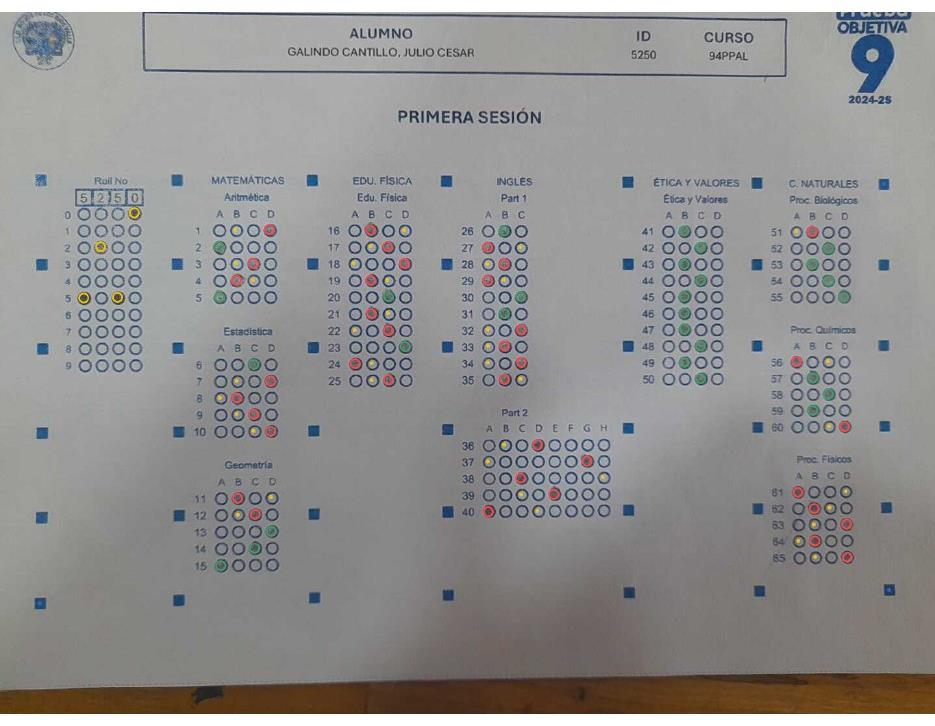 Prueba
OBJETIVA
9
2024-2S
ALUMNO ID CURSO
GALINDO CANTILLO, JULIO CESAR 5250 94PPAL
PRIMERA SESIÓN
Roll No
5 2 5 0
0
1
2
3
4
5
6
7
8
9
MATEMÁTICAS
Aritmética
A B C D
1
2
3
4
5
Estadística
A B C D
6
7
8
9
10
Geometría
A B C D
11
12
13
14
15
EDU. FÍSICA
Edu. Física
A B C D
16
17
18
19
20
21
22
23
24
25
INGLÉS
Part 1
A B C
26
27
28
29
30
31
32
33
34
35
Part 2
A B C D E F G H
36
37
38
39
40
ÉTICA Y VALORES
Ética y Valores
A B C D
41
42
43
44
45
46
47
48
49
50
C. NATURALES
Proc. Biológicos
A B C D
51
52
53
54
55
Proc. Químicos
A B C D
56
57
58
59
60
Proc. Físicos
A B C D
61
62
63
64
65